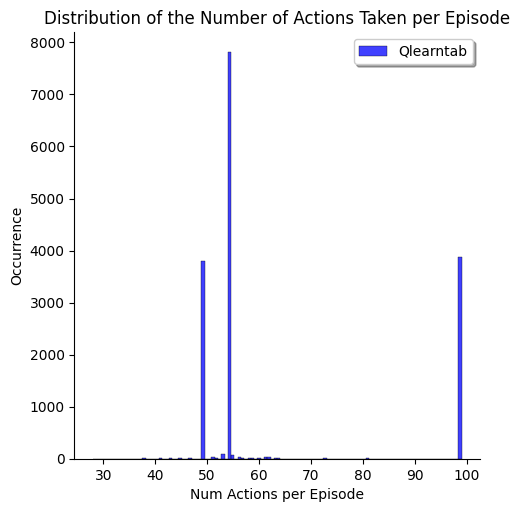 Distribution of the Number of Actions Taken per Episode
Qlearntab
8000
7000
6000
5000
4000
3000
2000
1000
0
Occurrence
30 40 50 60 70 80 90 100
Num Actions per Episode